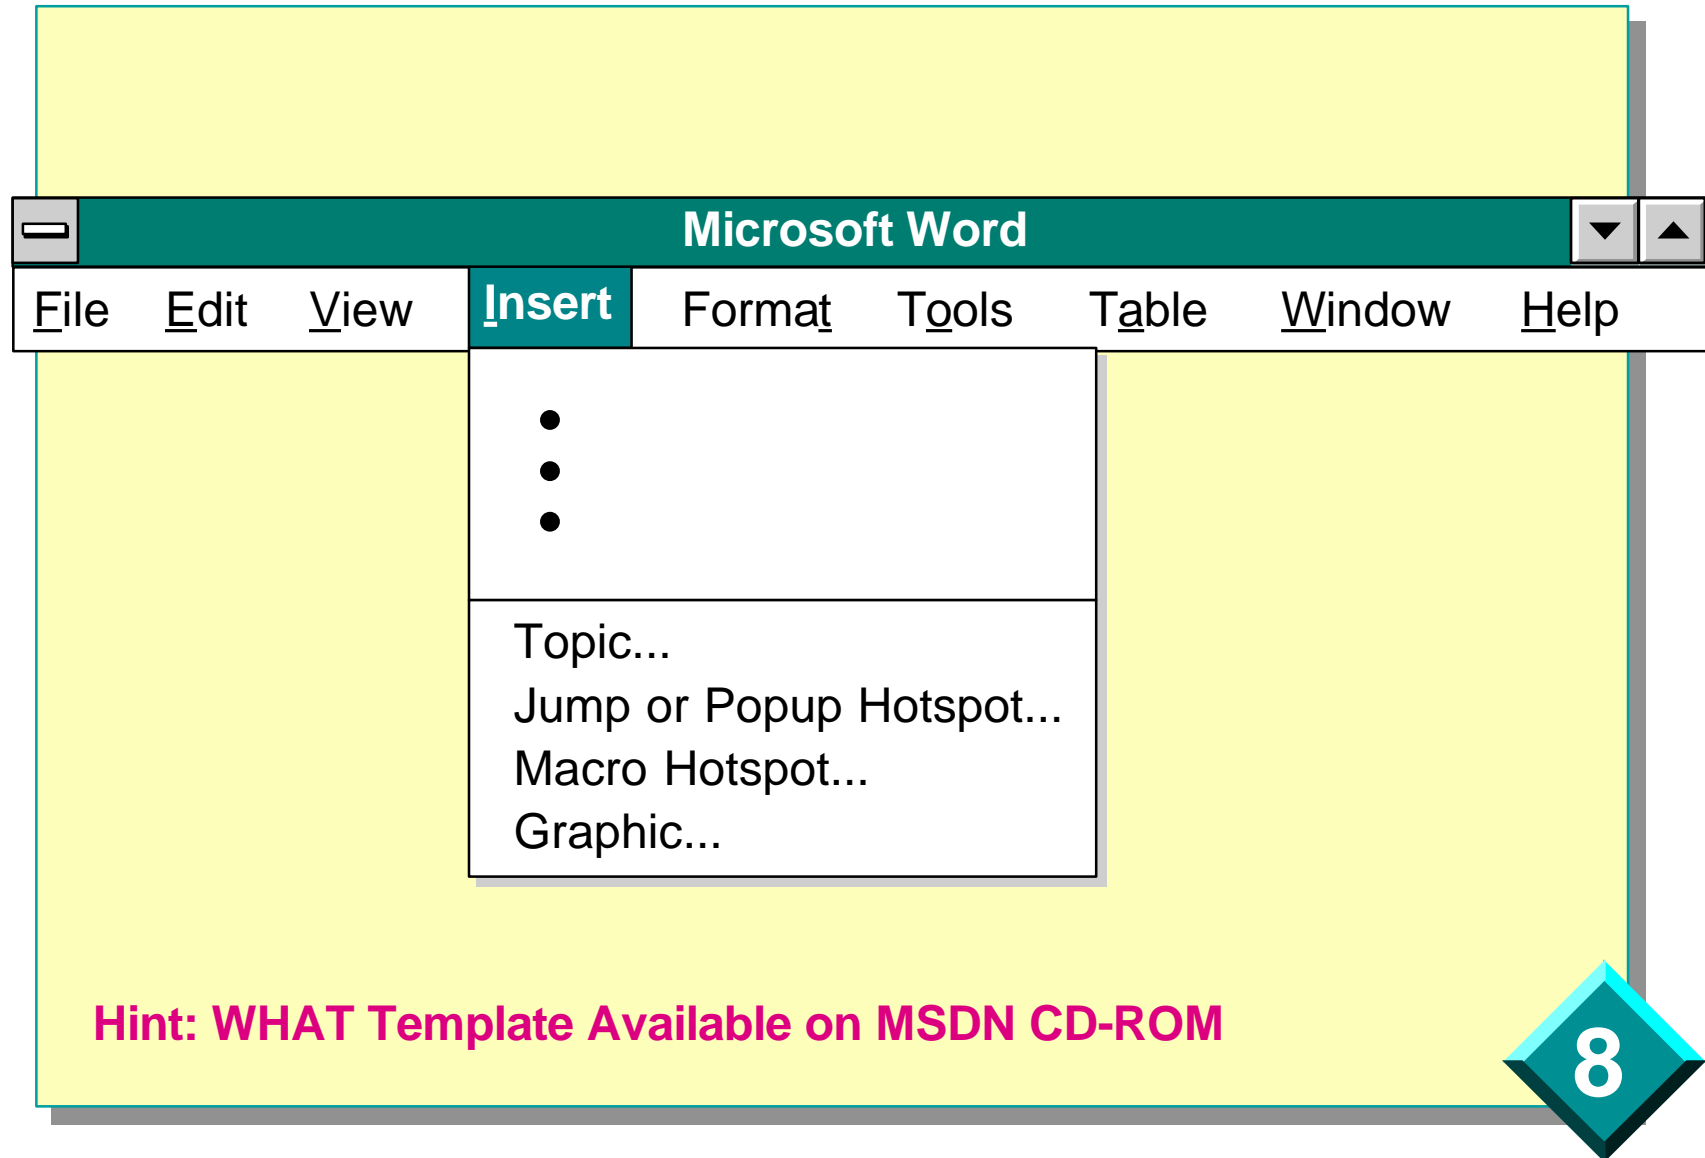 Microsoft Word
File Edit View Insert Format Tools Table Window Help
Topic...
Jump or Popup Hotspot...
Macro Hotspot...
Graphic...
Hint: WHAT Template Available on MSDN CD-ROM
8